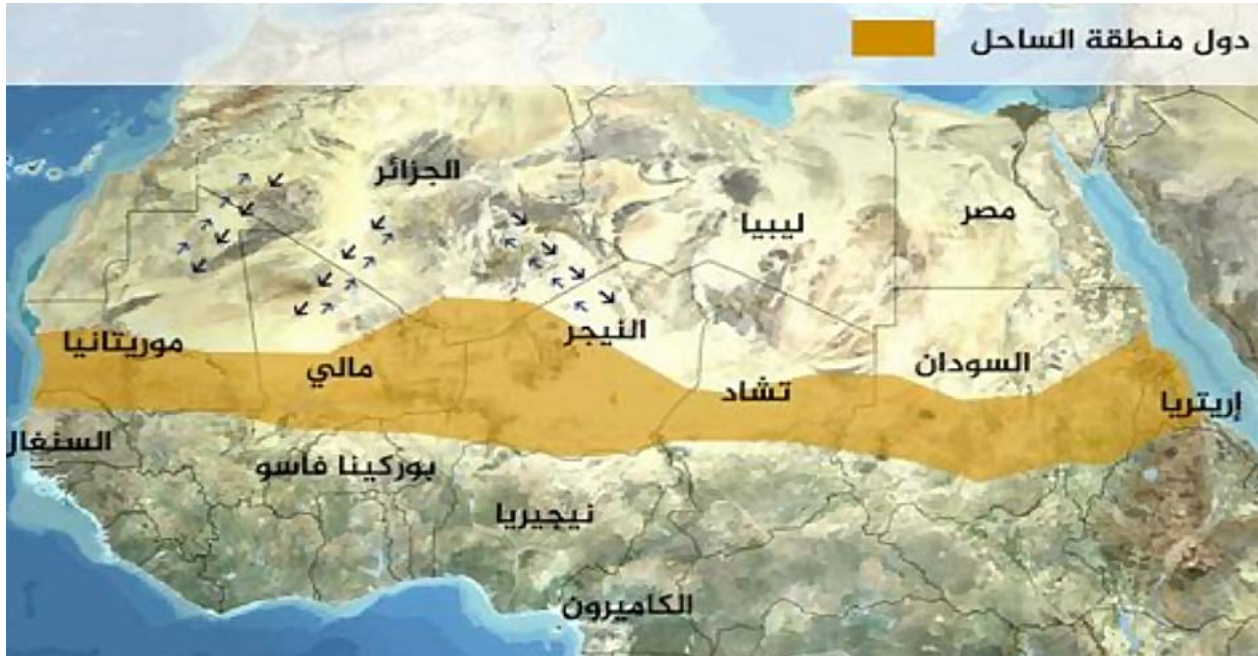 دول منطقة الساحل
الجزائر
ليبيا
مصر
موريتانيا
مالي
النيجر
تشاد
السودان
إريتريا
السنغال
بوركينا فاسو
نيجيريا
الكاميرون